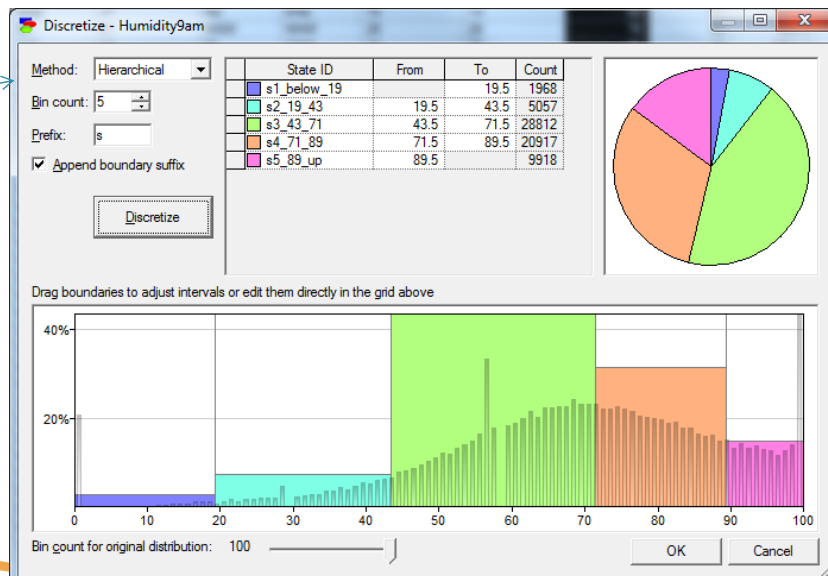 Discretize - Humidity9am
Method: Hierarchical
Bin count: 5
Prefix: s
Append boundary suffix
Discretize
State ID From To Count
s1_below_19 19.5 1968
s2_19_43 19.5 43.5 5057
s3_43_71 43.5 71.5 28812
s4_71_89 71.5 89.5 20917
s5_89_up 89.5 9918
Drag boundaries to adjust intervals or edit them directly in the grid above
40%
20%
0 10 20 30 40 50 60 70 80 90 100
Bin count for original distribution: 100
OK Cancel